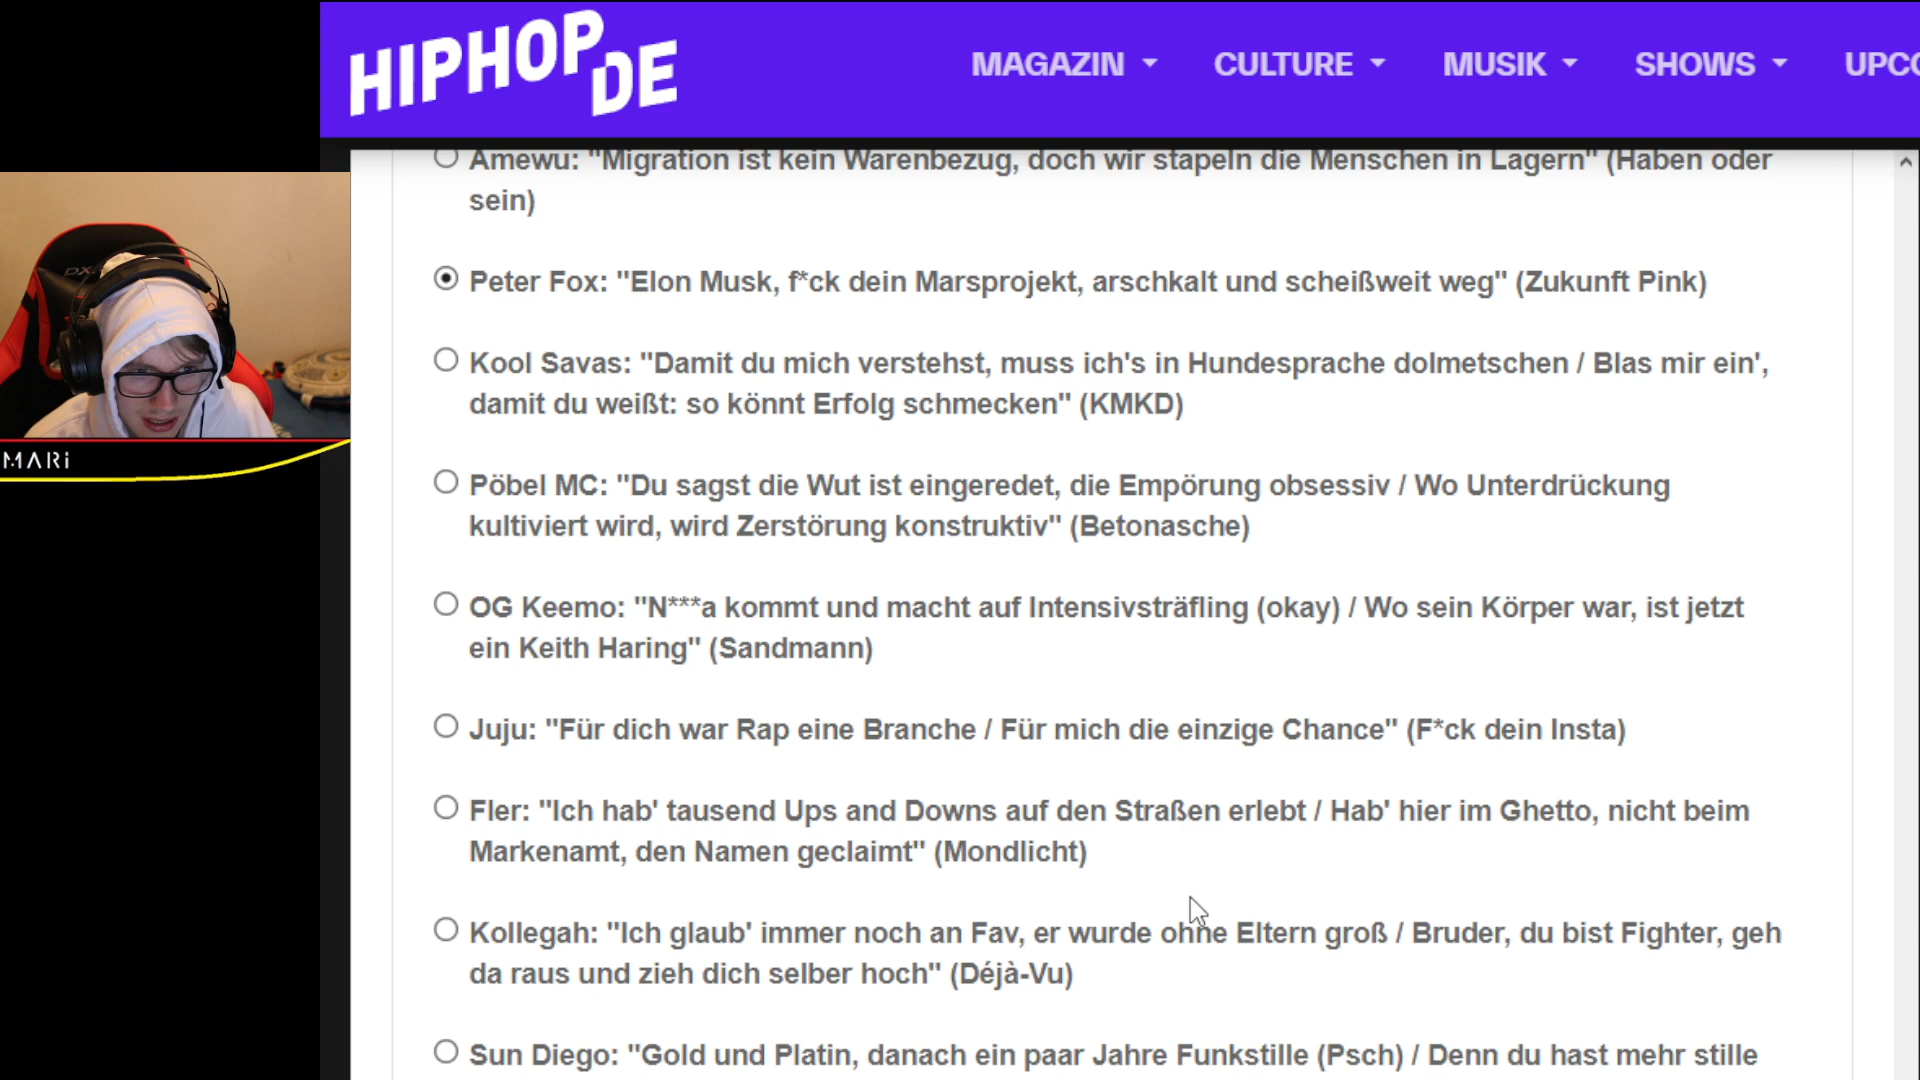 HIPHOP
DE
MAGAZIN
CULTURE
MUSIK
SHOWS
Amewu: "Migration ist kein Warenbezug, doch wir stapeln die Menschen in Lagern" (Haben oder
sein)
Peter Fox: "Elon Musk, f*ck dein Marsprojekt, arschkalt und scheißweit weg" (Zukunft Pink)
Kool Savas: "Damit du mich verstehst, muss ich's in Hundesprache dolmetschen / Blas mir ein',
damit du weißt: so könnt Erfolg schmecken" (KMKD)
Pöbel MC: "Du sagst die Wut ist eingeredet, die Empörung obsessiv / Wo Unterdrückung
kultiviert wird, wird Zerstörung konstruktiv" (Betonasche)
OG Keemo: "N***a kommt und macht auf Intensivsträfling (okay) / Wo sein Körper war, ist jetzt
ein Keith Haring" (Sandmann)
Juju: "Für dich war Rap eine Branche / Für mich die einzige Chance" (F*ck dein Insta)
Fler: "Ich hab' tausend Ups and Downs auf den Straßen erlebt / Hab' hier im Ghetto, nicht beim
Markenamt, den Namen geclaimt" (Mondlicht)
Kollegah: "Ich glaub' immer noch an Fav, er wurde ohne Eltern groß / Bruder, du bist Fighter, geh
da raus und zieh dich selber hoch" (Déjà-Vu)
Sun Diego: "Gold und Platin, danach ein paar Jahre Funkstille (Psch) / Denn du hast mehr stille
MARi